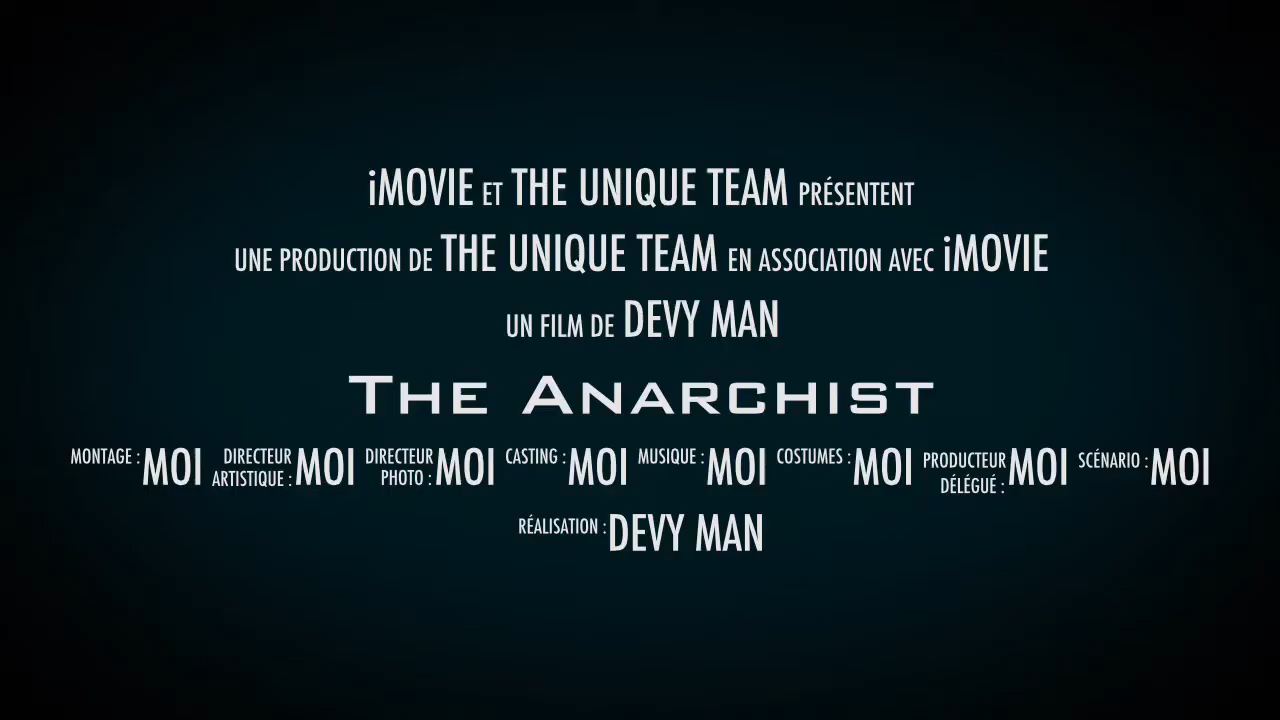 iMOVIE ET THE UNIQUE TEAM PRÉSENTENT
UNE PRODUCTION DE THE UNIQUE TEAM EN ASSOCIATION AVEC iMOVIE
UN FILM DE DEVY MAN
THE ANARCHIST
MONTAGE : MOI DIRECTEUR ARTISTIQUE : MOI DIRECTEUR PHOTO : MOI CASTING : MOI MUSIQUE : MOI COSTUMES : MOI PRODUCTEUR DÉLÉGUÉ : MOI SCÉNARIO : MOI
RÉALISATION : DEVY MAN